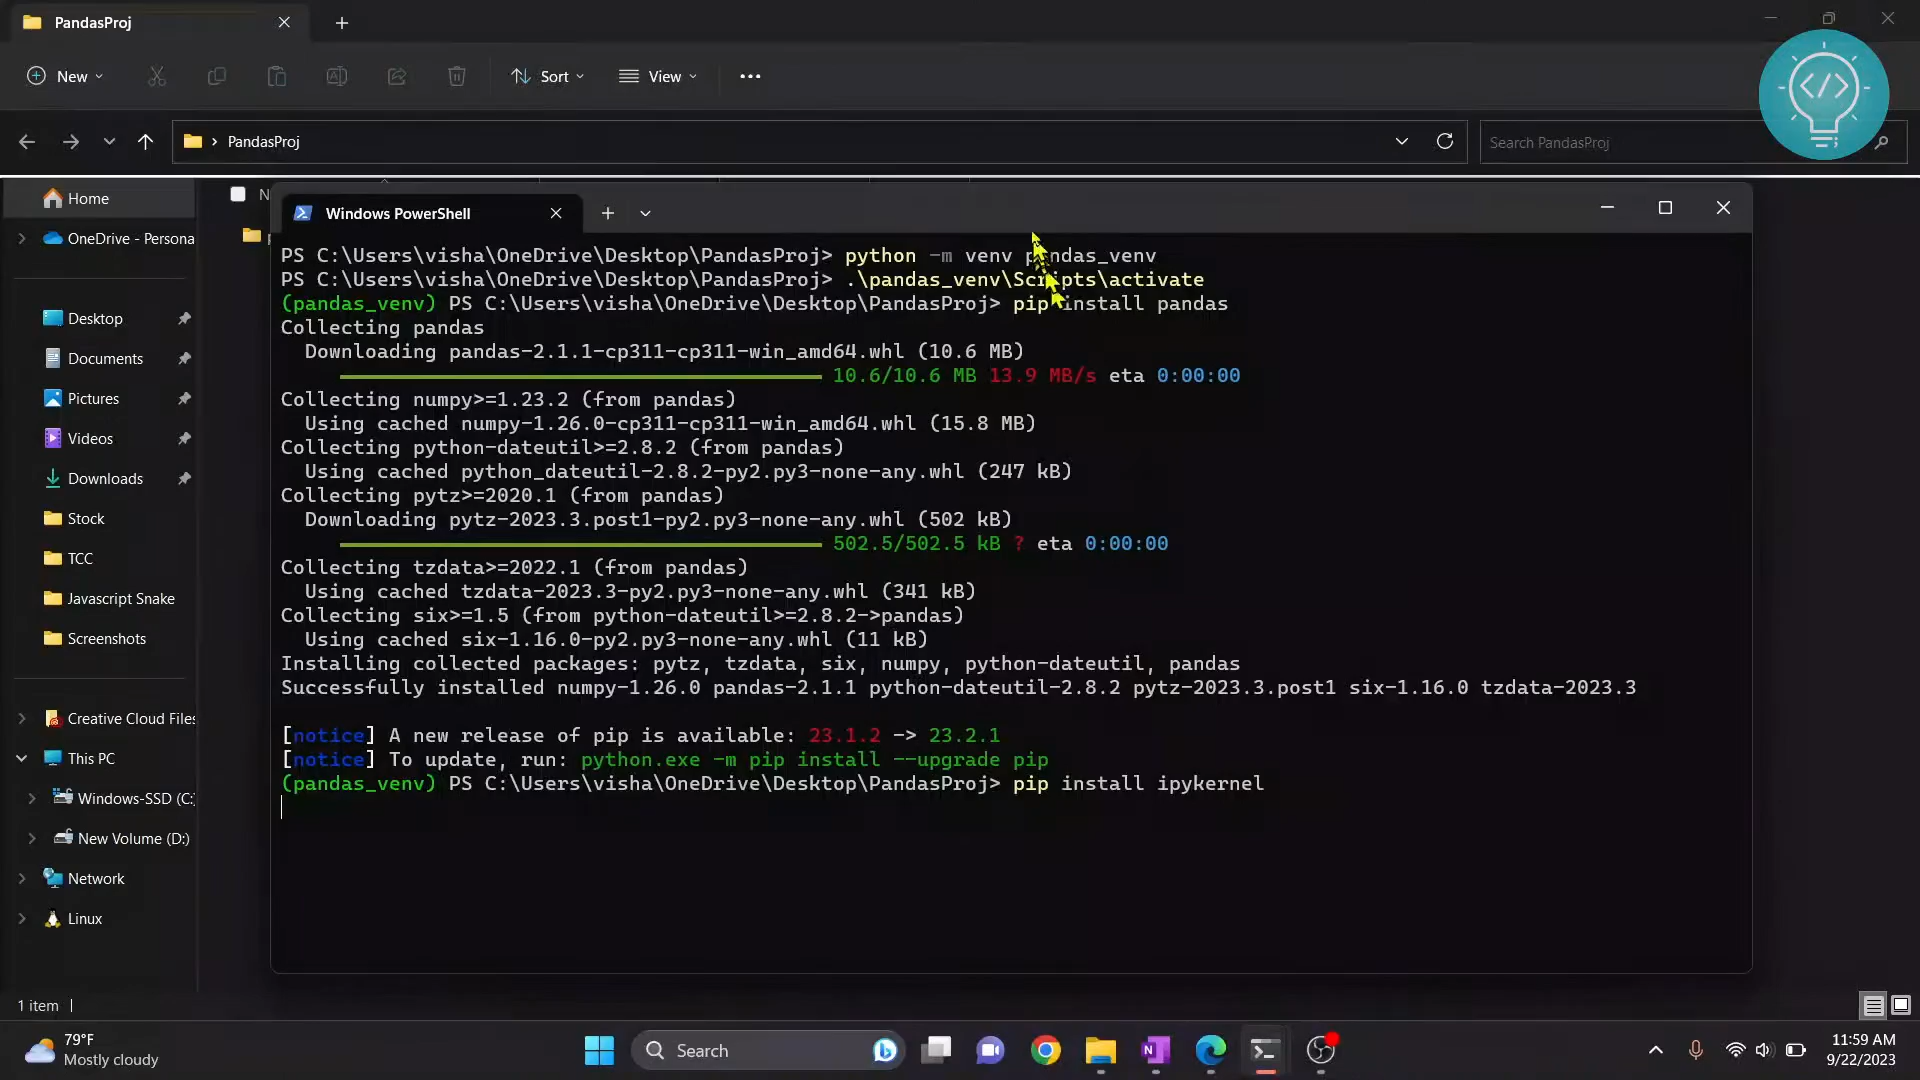 PandasProj
New
Sort
View
PandasProj
Search PandasProj
Home
OneDrive - Persona
Desktop
Documents
Pictures
Videos
Downloads
Stock
TCC
Javascript Snake
Screenshots
Creative Cloud Files
This PC
Windows-SSD (C:
New Volume (D:)
Network
Linux
N
Windows PowerShell
PS C:\Users\visha\OneDrive\Desktop\PandasProj> python -m venv pandas_venv
PS C:\Users\visha\OneDrive\Desktop\PandasProj> .\pandas_venv\Scripts\activate
(pandas_venv) PS C:\Users\visha\OneDrive\Desktop\PandasProj> pip install pandas
Collecting pandas
Downloading pandas-2.1.1-cp311-cp311-win_amd64.whl (10.6 MB)
10.6/10.6 MB 13.9 MB/s eta 0:00:00
Collecting numpy>=1.23.2 (from pandas)
Using cached numpy-1.26.0-cp311-cp311-win_amd64.whl (15.8 MB)
Collecting python-dateutil>=2.8.2 (from pandas)
Using cached python_dateutil-2.8.2-py2.py3-none-any.whl (247 kB)
Collecting pytz>=2020.1 (from pandas)
Downloading pytz-2023.3.post1-py2.py3-none-any.whl (502 kB)
502.5/502.5 kB ? eta 0:00:00
Collecting tzdata>=2022.1 (from pandas)
Using cached tzdata-2023.3-py2.py3-none-any.whl (341 kB)
Collecting six>=1.5 (from python-dateutil>=2.8.2->pandas)
Using cached six-1.16.0-py2.py3-none-any.whl (11 kB)
Installing collected packages: pytz, tzdata, six, numpy, python-dateutil, pandas
Successfully installed numpy-1.26.0 pandas-2.1.1 python-dateutil-2.8.2 pytz-2023.3.post1 six-1.16.0 tzdata-2023.3
[notice] A new release of pip is available: 23.1.2 -> 23.2.1
[notice] To update, run: python.exe -m pip install --upgrade pip
(pandas_venv) PS C:\Users\visha\OneDrive\Desktop\PandasProj> pip install ipykernel
1 item
79°F
Mostly cloudy
Search
11:59 AM
9/22/2023